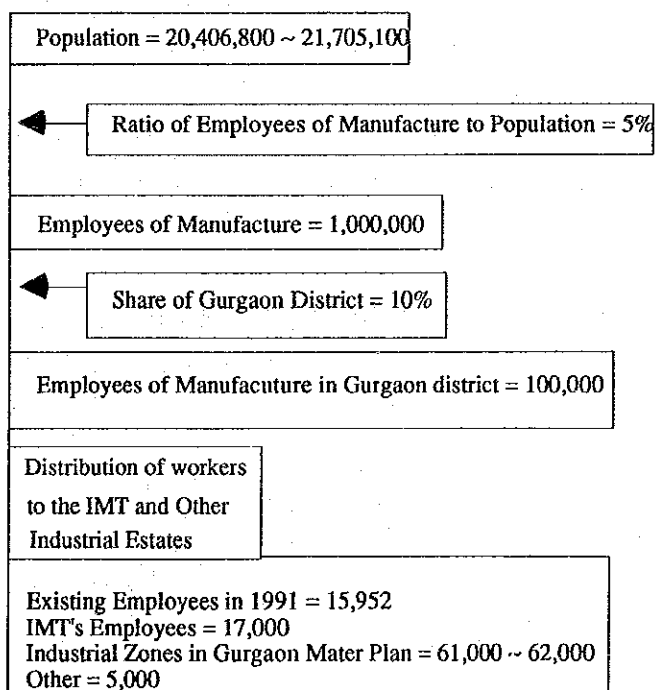 Population = 20,406,800 ~ 21,705,100
Ratio of Employees of Manufacture to Population = 5%
Employees of Manufacture = 1,000,000
Share of Gurgaon District = 10%
Employees of Manufacuture in Gurgaon district = 100,000
Distribution of workers
to the IMT and Other
Industrial Estates
Existing Employees in 1991 = 15,952
IMT's Employees = 17,000
Industrial Zones in Gurgaon Mater Plan = 61,000 ~ 62,000
Other = 5,000